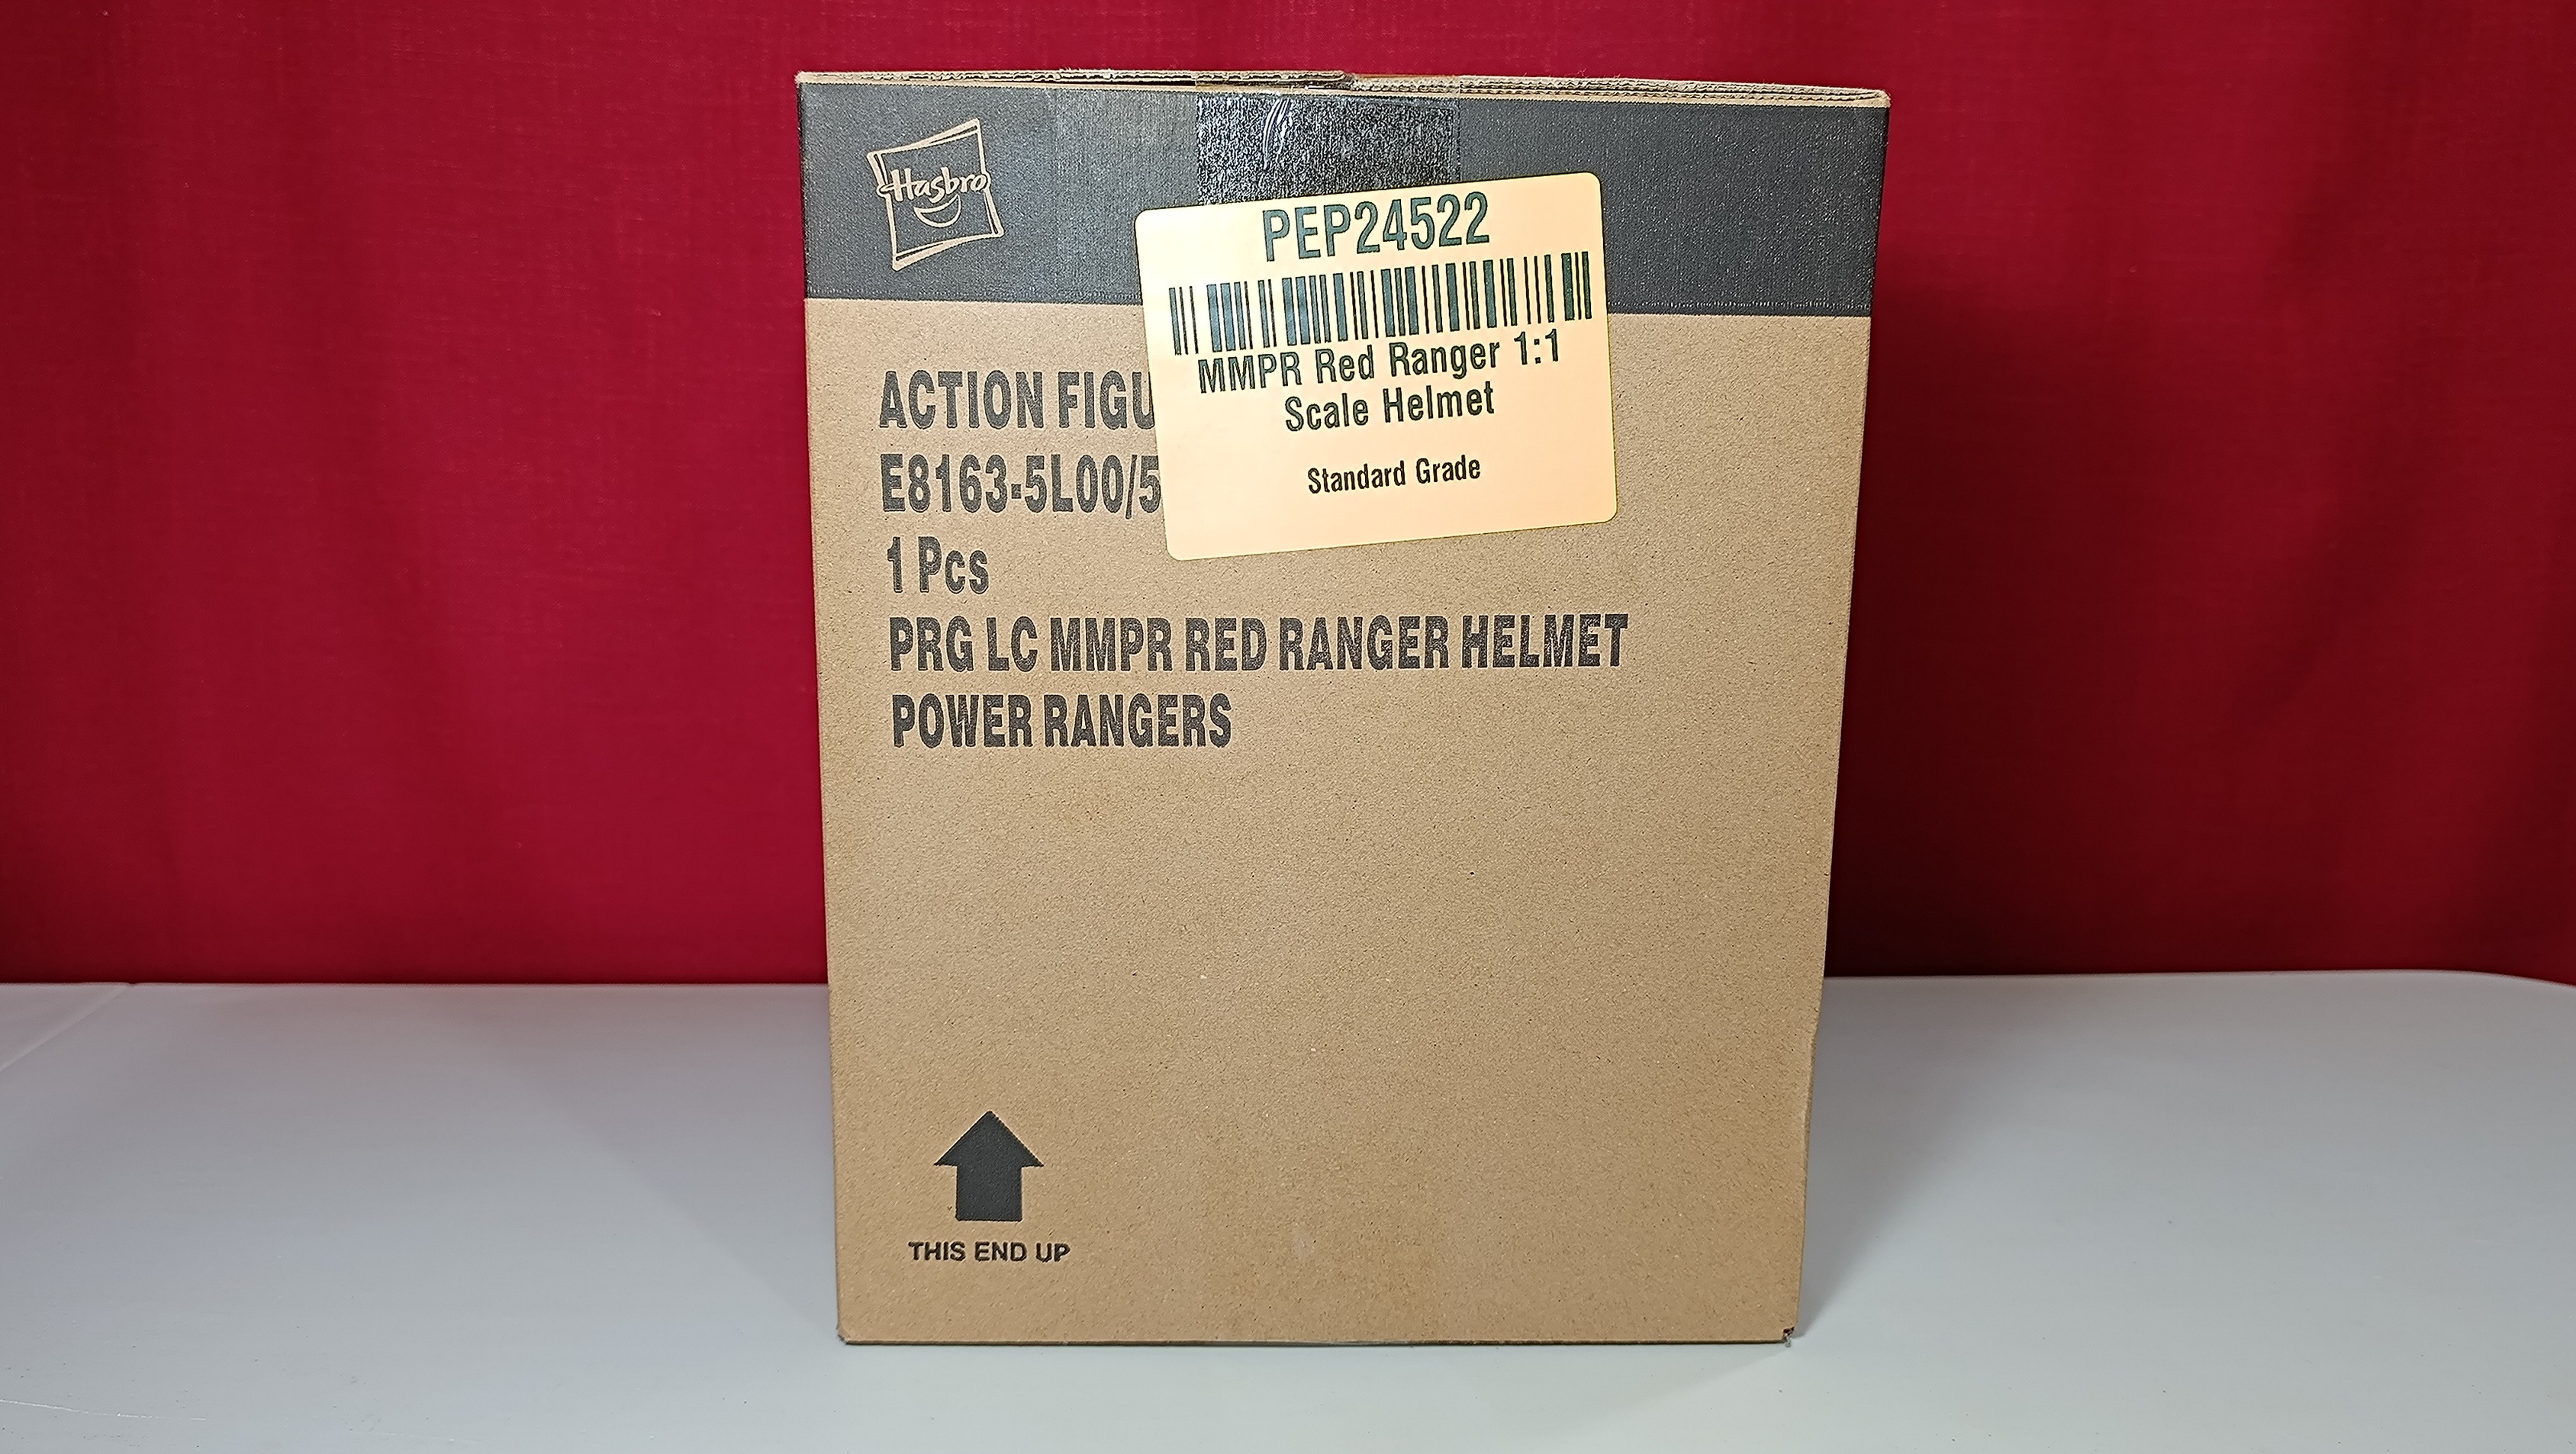 Hasbro
PEP24522
MMPR Red Ranger 1:1
Scale Helmet
Standard Grade
ACTION FIGU
E8163-5L00/5
1 Pcs
PRG LC MMPR RED RANGER HELMET
POWER RANGERS
THIS END UP